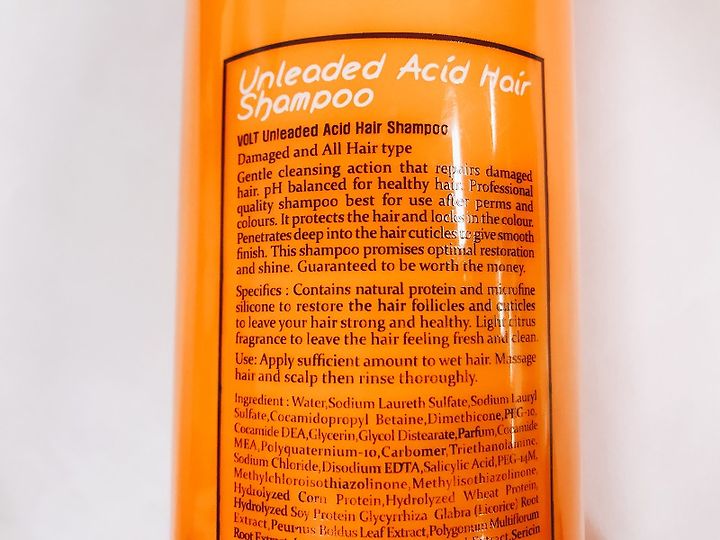 Unleaded Acid Hair
Shampoo
VOLT Unleaded Acid Hair Shampoo
Damaged and All Hair type
Gentle cleansing action that repairs damaged
hair. pH balanced for healthy hair. Professional
quality shampoo best for use after perms and
colours. It protects the hair and locks in the colour.
Penetrates deep into the hair cuticles to give smooth
finish. This shampoo promises optimal restoration
and shine. Guaranteed to be worth the money.
Specifics : Contains natural protein and microfine
silicone to restore the hair follicles and cuticles
to leave your hair strong and healthy. Light citrus
fragrance to leave the hair feeling fresh and clean.
Use: Apply sufficient amount to wet hair. Massage
hair and scalp then rinse thoroughly.
Ingredient : Water,Sodium Laureth Sulfate,Sodium Lauryl
Sulfate,Cocamidopropyl Betaine,Dimethicone,PEG-10,
Cocamide DEA,Glycerin,Glycol Distearate,Parfum,Cocamide
MEA,Polyquaternium-10,Carbomer,Triethanolamine,
Sodium Chloride,Disodium EDTA,Salicylic Acid,PEG-14M,
Methylchloroisothiazolinone,Methylisothiazolinone,
Hydrolyzed Corn Protein,Hydrolyzed Wheat Protein,
Hydrolyzed Soy Protein Glycyrrhiza Glabra (Licorice) Root
Extract,Peumus Boldus Leaf Extract,Polygonum Multiflorum
Root Extract, Extract,Sericin